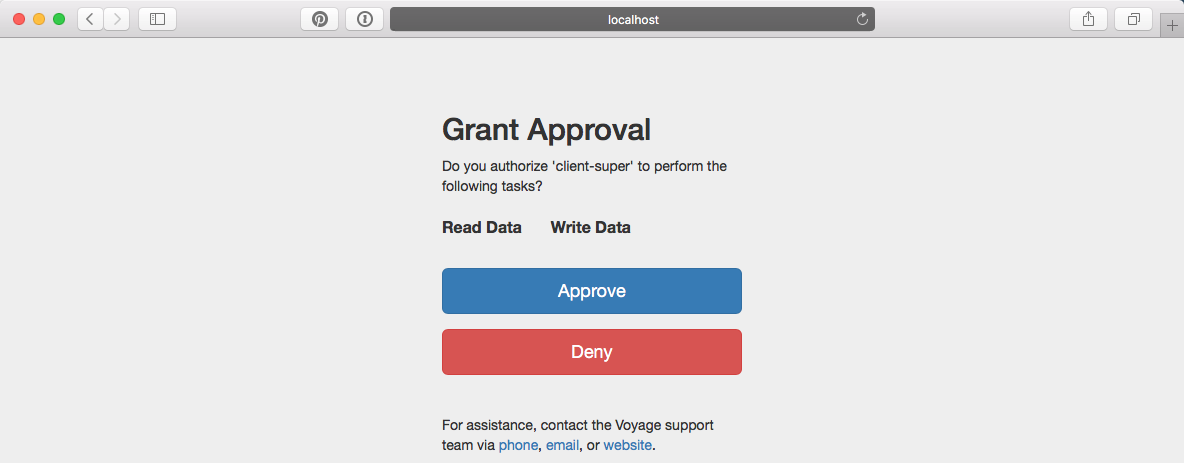 localhost
Grant Approval
Do you authorize 'client-super' to perform the
following tasks?
Read Data Write Data
Approve
Deny
For assistance, contact the Voyage support
team via phone, email, or website.